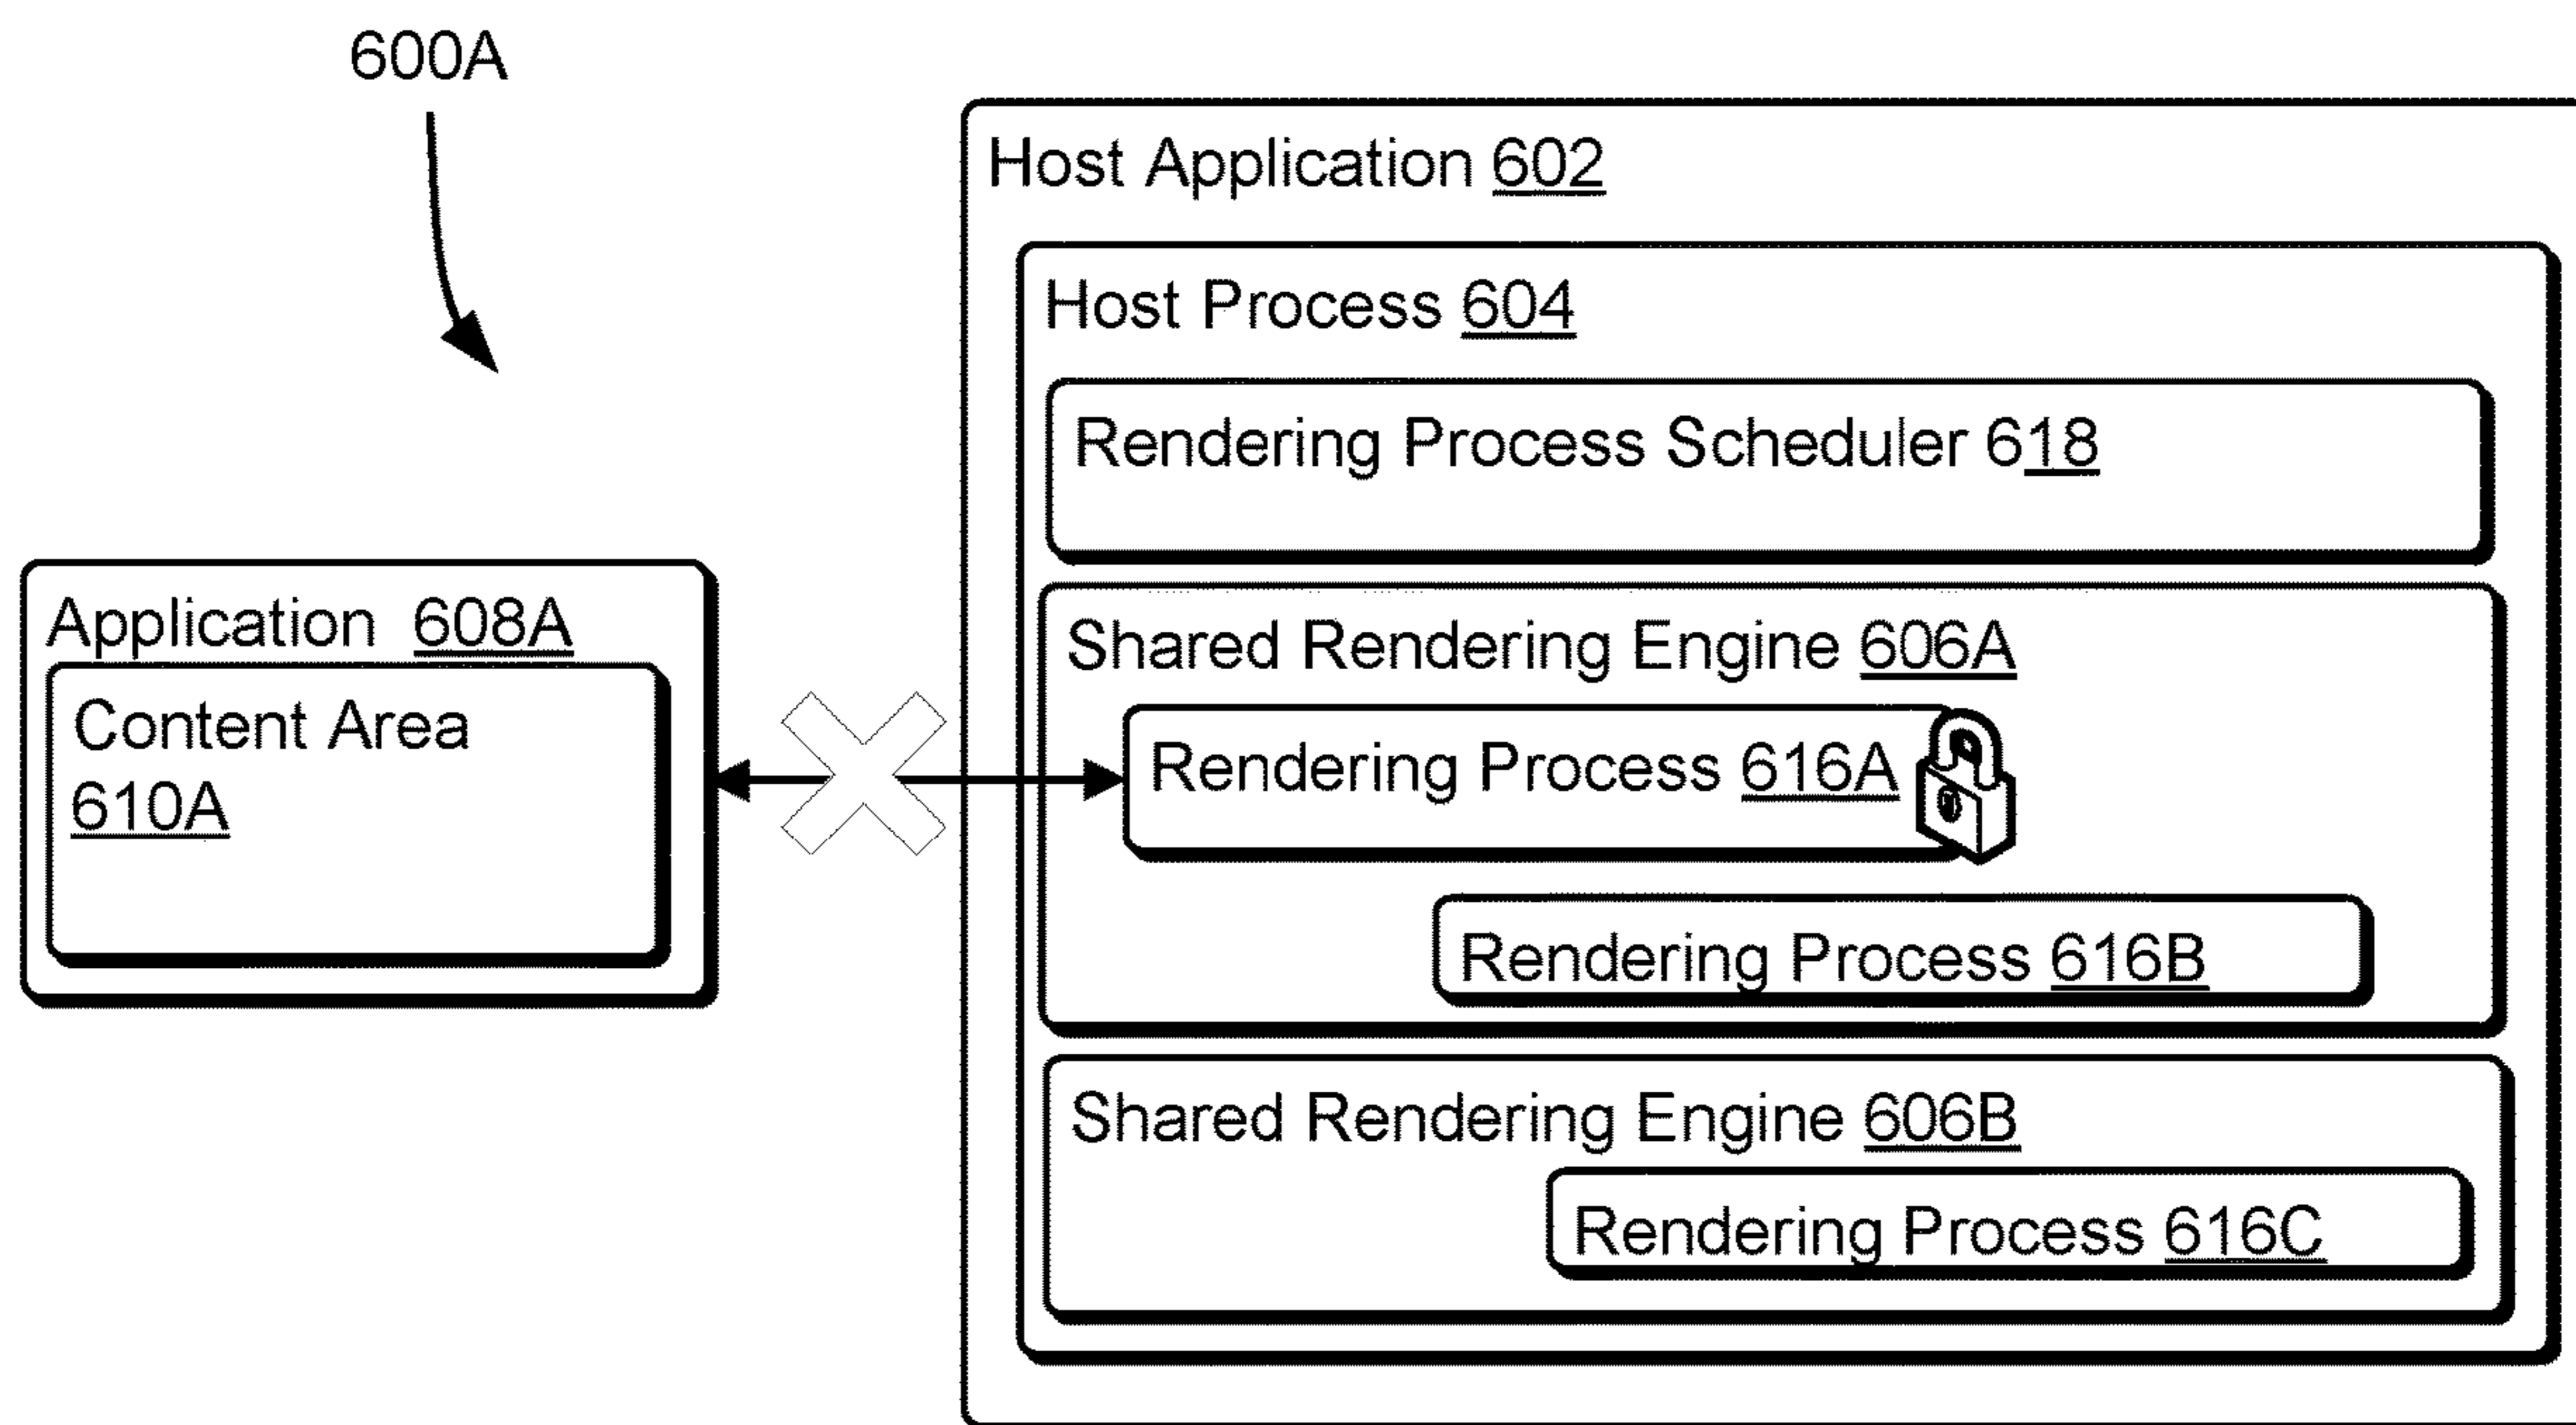 600A
Host Application 602
Host Process 604
Rendering Process Scheduler 618
Application 608A
Content Area
610A
Shared Rendering Engine 606A
Rendering Process 616A
Rendering Process 616B
Shared Rendering Engine 606B
Rendering Process 616C